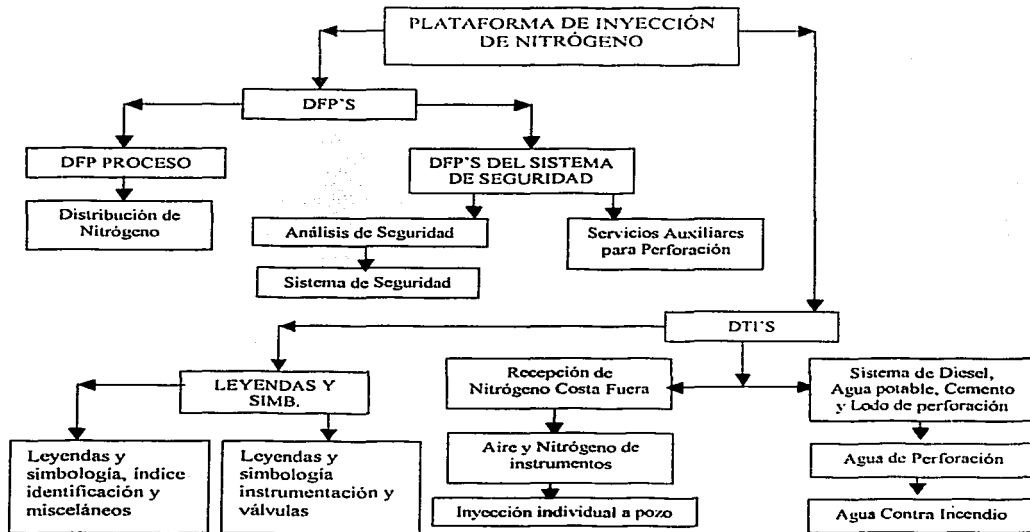 PLATAFORMA DE INYECCIÓN
DE NITRÓGENO
DFP'S
DFP PROCESO
Distribución de
Nitrógeno
DFP'S DEL SISTEMA
DE SEGURIDAD
Análisis de Seguridad
Sistema de Seguridad
Servicios Auxiliares
para Perforación
DTI'S
LEYENDAS Y
SIMB.
Leyendas y
simbología, índice
identificación y
misceláneos
Leyendas y
simbología
instrumentación y
válvulas
Recepción de
Nitrógeno Costa Fuera
Aire y Nitrógeno de
instrumentos
Inyección individual a pozo
Sistema de Diesel,
Agua potable, Cemento
y Lodo de perforación
Agua de Perforación
Agua Contra Incendio